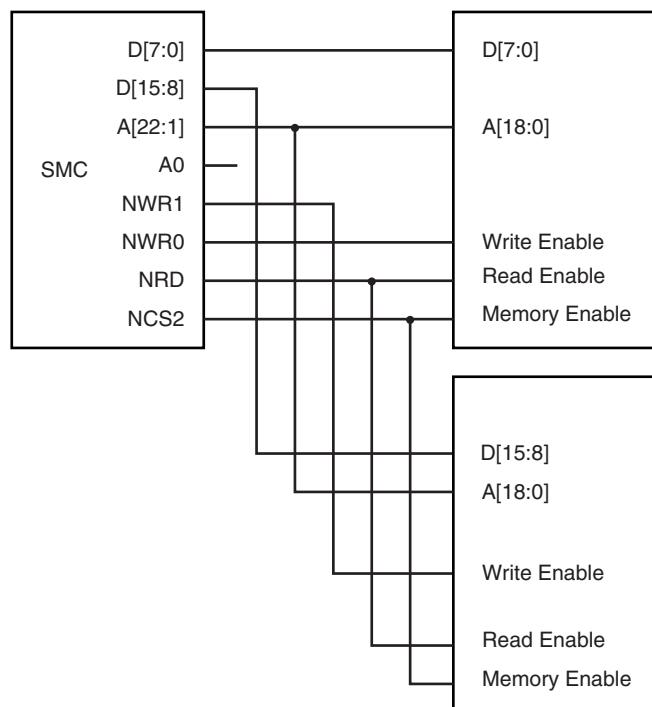 D[7:0]
D[15:8]
A[22:1]
SMC
A0
NWR1
NWR0
NRD
NCS2
D[7:0]
A[18:0]
Write Enable
Read Enable
Memory Enable
D[15:8]
A[18:0]
Write Enable
Read Enable
Memory Enable